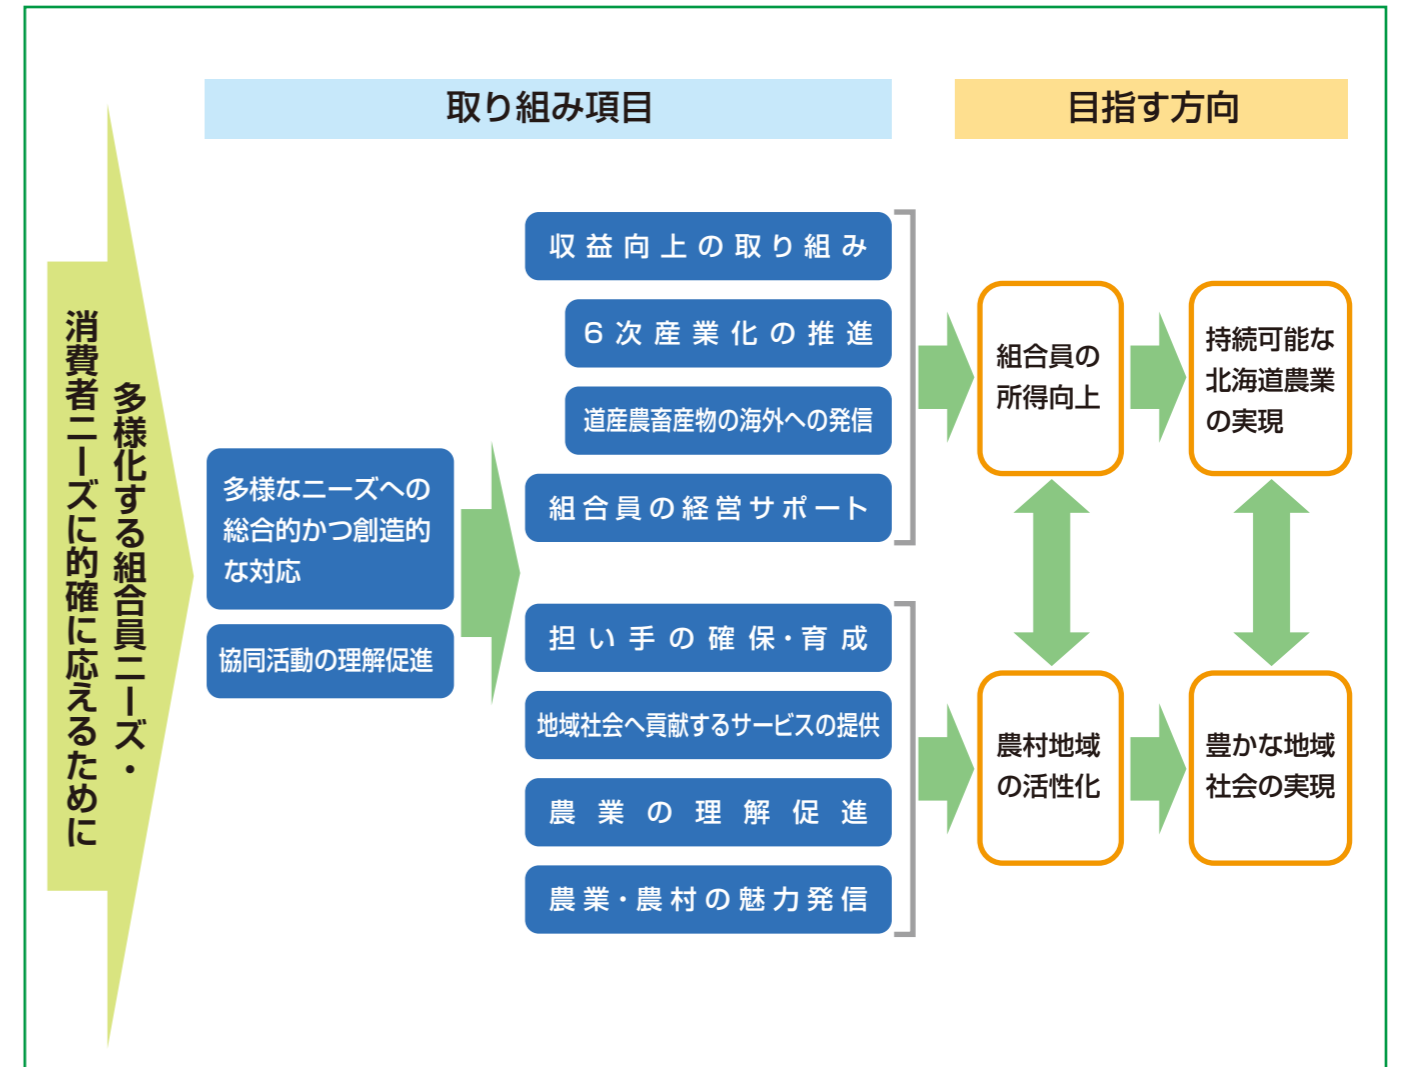 取り組み項目
目指す方向
多様化する組合員ニーズ・
消費者ニーズに的確に応えるために
多様なニーズへの
総合的かつ創造的
な対応
協同活動の理解促進
収益向上の取り組み
6次産業化の推進
道産農畜産物の海外への発信
組合員の経営サポート
担い手の確保・育成
地域社会へ貢献するサービスの提供
農業の理解促進
農業・農村の魅力発信
組合員の
所得向上
持続可能な
北海道農業
の実現
農村地域
の活性化
豊かな地域
社会の実現